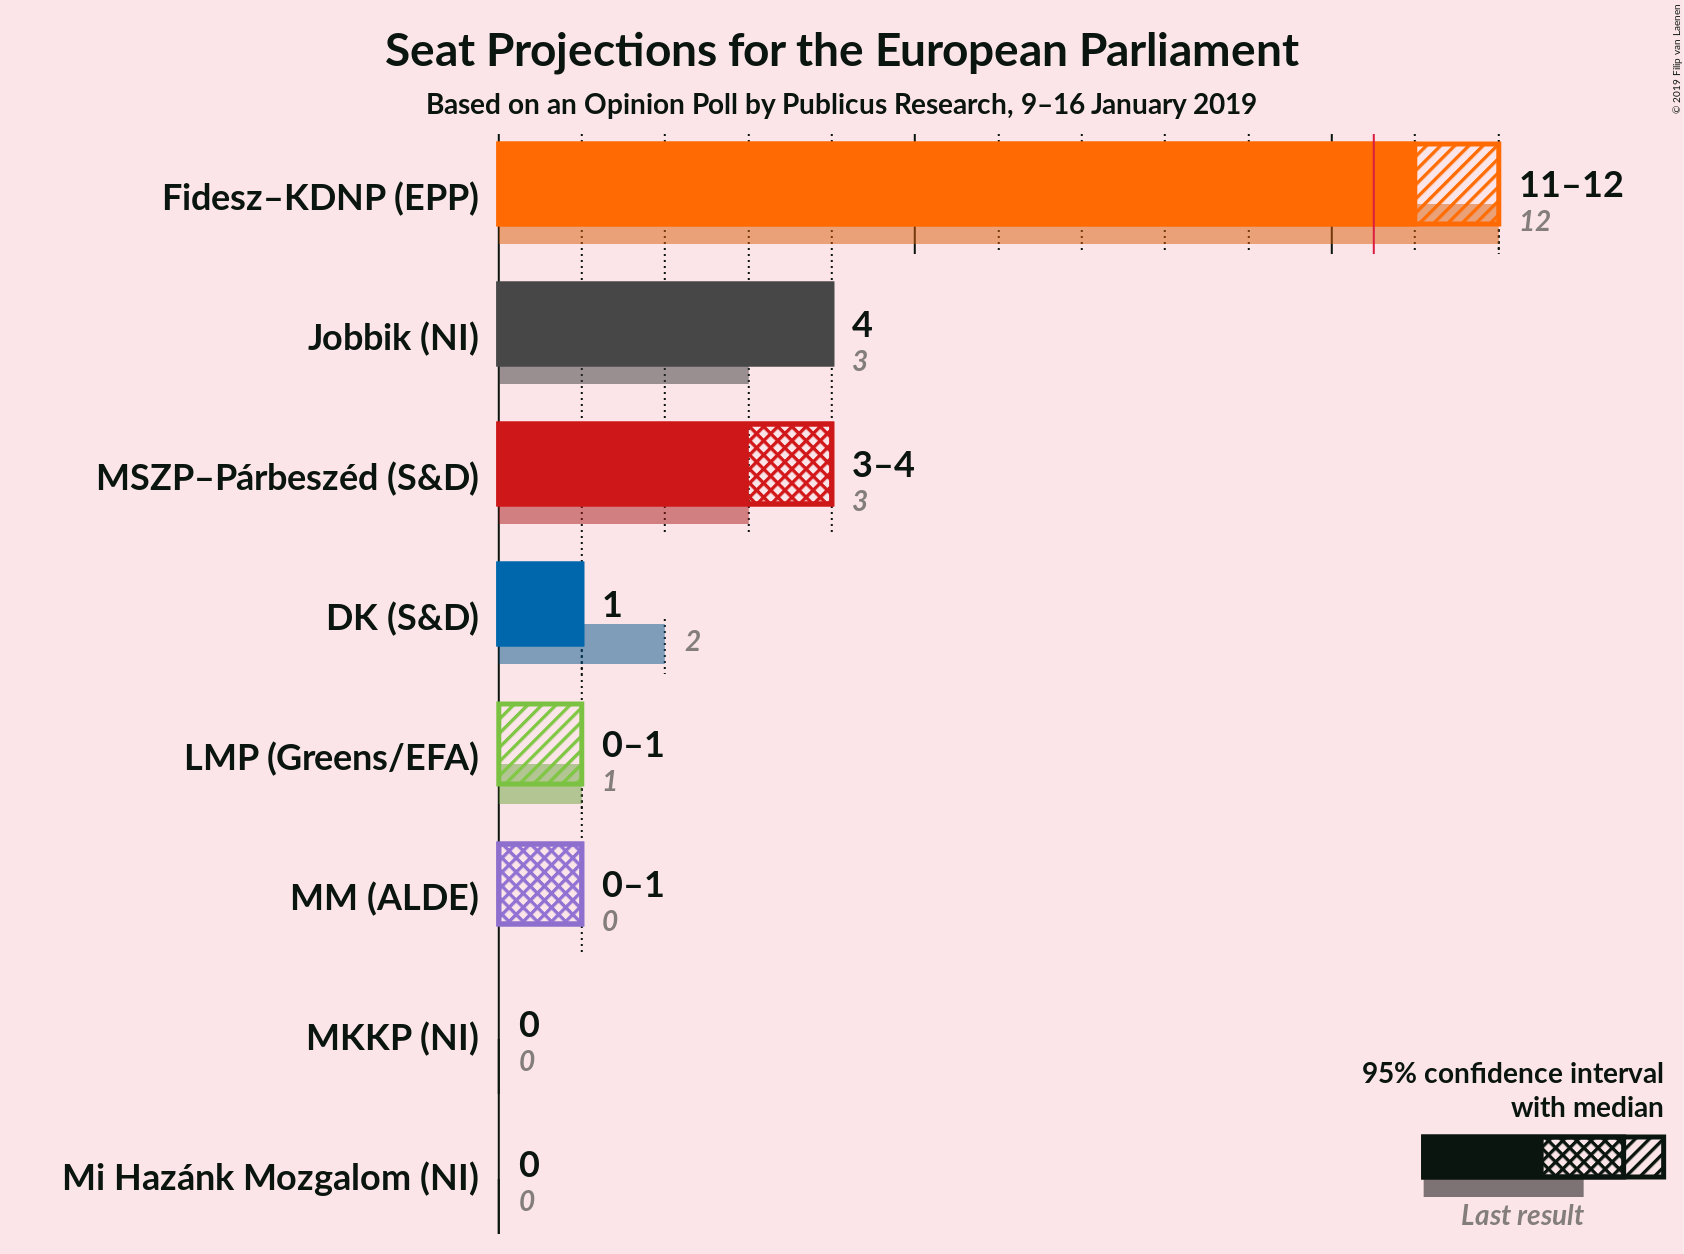 Seat Projections for the European Parliament
Based on an Opinion Poll by Publicus Research, 9–16 January 2019
© 2019 Filip van Laenen
Fidesz–KDNP (EPP)
11–12
12
Jobbik (NI)
4
3
MSZP–Párbeszéd (S&D)
3–4
3
DK (S&D)
1
2
LMP (Greens/EFA)
0–1
1
MM (ALDE)
0–1
0
MKKP (NI)
0
0
Mi Hazánk Mozgalom (NI)
0
0
95% confidence interval
with median
Last result